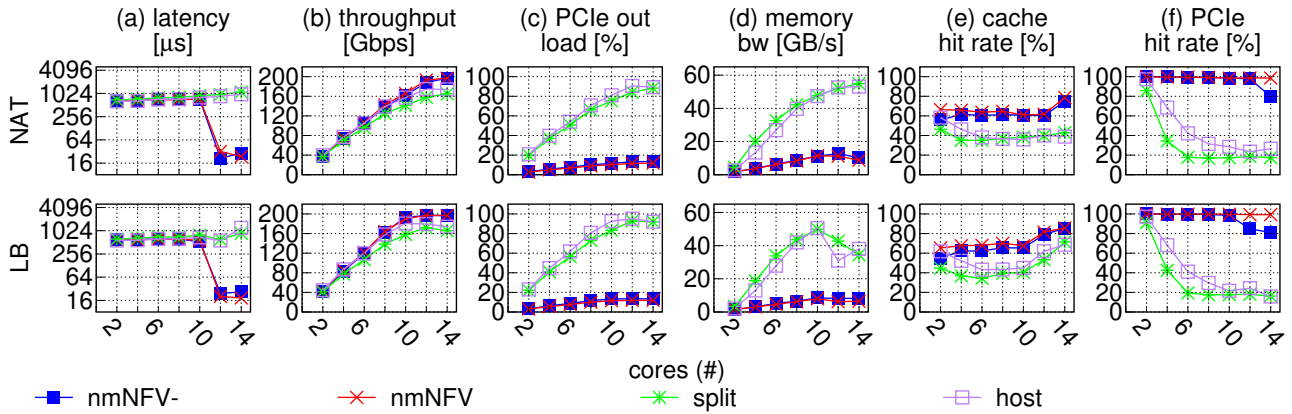 (a) latency (b) throughput (c) PCIe out (d) memory (e) cache (f) PCIe
[μs] [Gbps] load [%] bw [GB/s] hit rate [%] hit rate [%]
NAT
4096 200 100 60 100 100
1024 160 80 80 80
256 120 60 40 60 60
64 80 40 20 40 40
16 40 20 20 20
0 0 0 0 0
LB
4096 200 100 60 100 100
1024 160 80 80 80
256 120 60 40 60 60
64 80 40 20 40 40
16 40 20 20 20
0 0 0 0 0
2 6 10 14 2 6 10 14 2 6 10 14 2 6 10 14 2 6 10 14 2 6 10 14
cores (#)
nmNFV- nmNFV split host